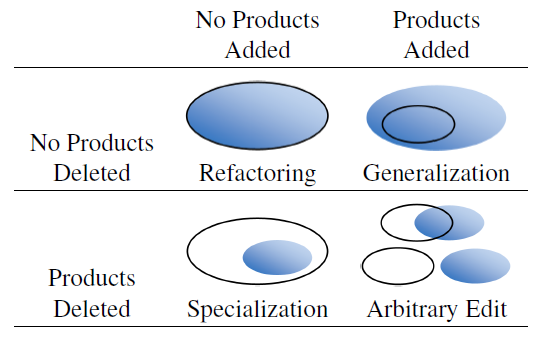 No Products Products
Added Added
No Products
Deleted
Refactoring Generalization
Products
Deleted
Specialization Arbitrary Edit